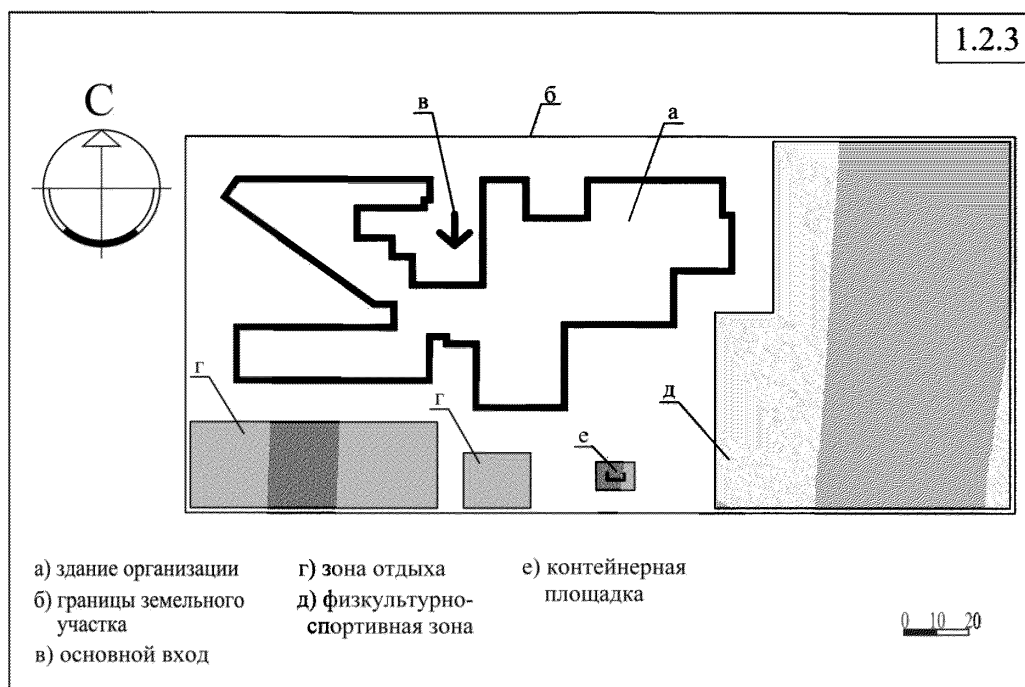 1.2.3
С
в
б
а
г
г
е
д
а) здание организации
б) границы земельного
участка
в) основной вход
г) зона отдыха
д) физкультурно-
спортивная зона
е) контейнерная
площадка
0 10 20